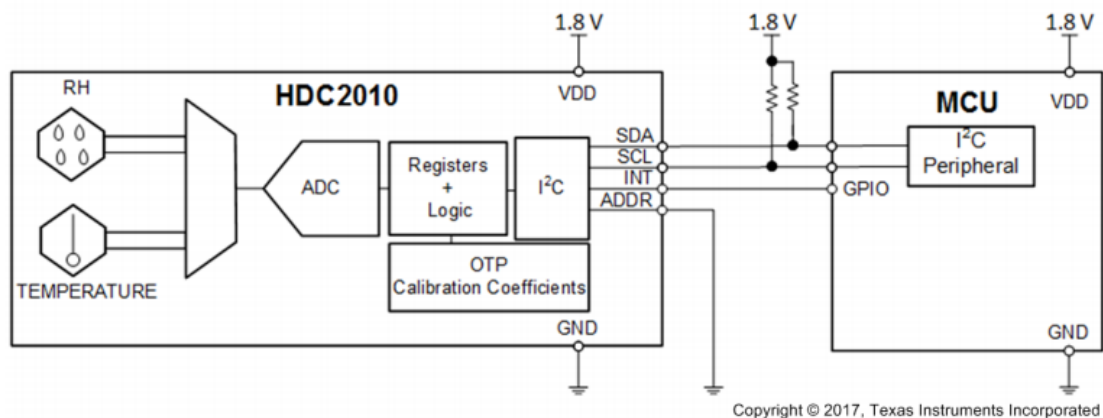 1.8 V
1.8 V
1.8 V
RH
HDC2010
VDD
MCU
VDD
SDA
I²C
Peripheral
Registers
+
Logic
SCL
ADC
I²C
INT
GPIO
ADDR
OTP
Calibration Coefficients
TEMPERATURE
GND
GND
Copyright © 2017, Texas Instruments Incorporated